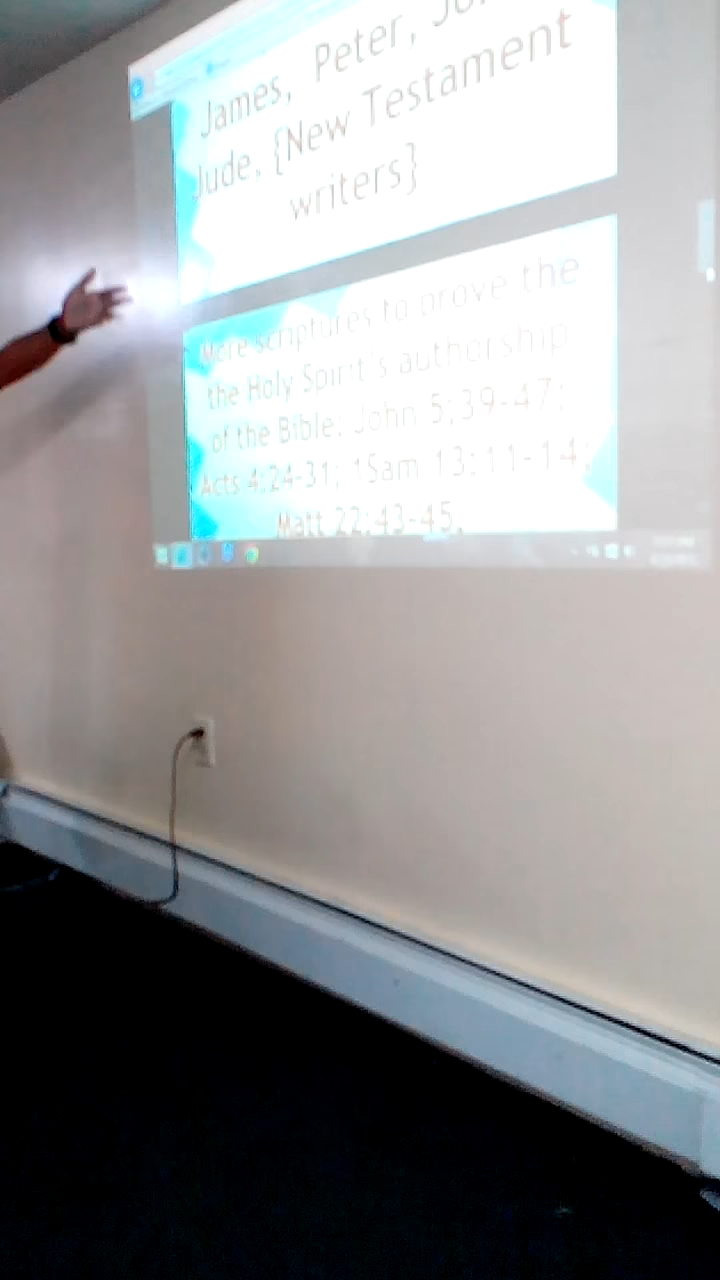 James, Peter,
Jude, {New Testament
writers}
More scriptures to prove the
the Holy Spirit's authorship
of the Bible: John 5:39-47;
Acts 4:24-31; 1Sam 13:11-14;
Matt 22:43-45.